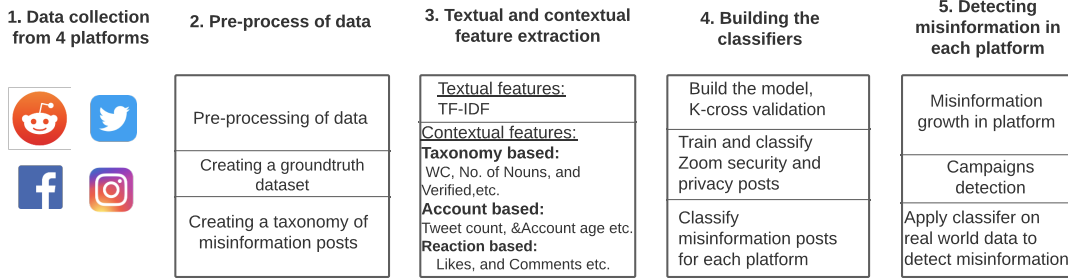 1. Data collection
from 4 platforms
2. Pre-process of data
Pre-processing of data
Creating a groundtruth
dataset
Creating a taxonomy of
misinformation posts
3. Textual and contextual
feature extraction
Textual features:
TF-IDF
Contextual features:
Taxonomy based:
WC, No. of Nouns, and
Verified,etc.
Account based:
Tweet count, &Account age etc.
Reaction based:
Likes, and Comments etc.
4. Building the
classifiers
Build the model,
K-cross validation
Train and classify
Zoom security and
privacy posts
Classify
misinformation posts
for each platform
5. Detecting
misinformation in
each platform
Misinformation
growth in platform
Campaigns
detection
Apply classifer on
real world data to
detect misinformation